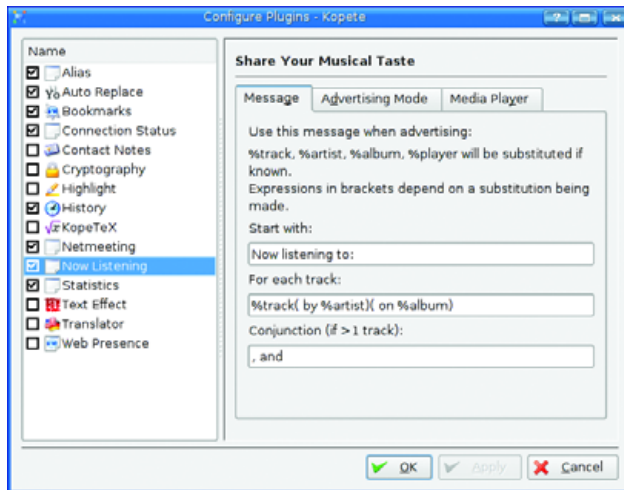 Configure Plugins - Kopete
Name
Alias
Auto Replace
Bookmarks
Connection Status
Contact Notes
Cryptography
Highlight
History
KopeTeX
Netmeeting
Now Listening
Statistics
Text Effect
Translator
Web Presence
Share Your Musical Taste
Message
Advertising Mode
Media Player
Use this message when advertising:
%track, %artist, %album, %player will be substituted if
known.
Expressions in brackets depend on a substitution being
made.
Start with:
Now listening to:
For each track:
%track( by %artist)( on %album)
Conjunction (if >1 track):
, and
OK
Apply
Cancel